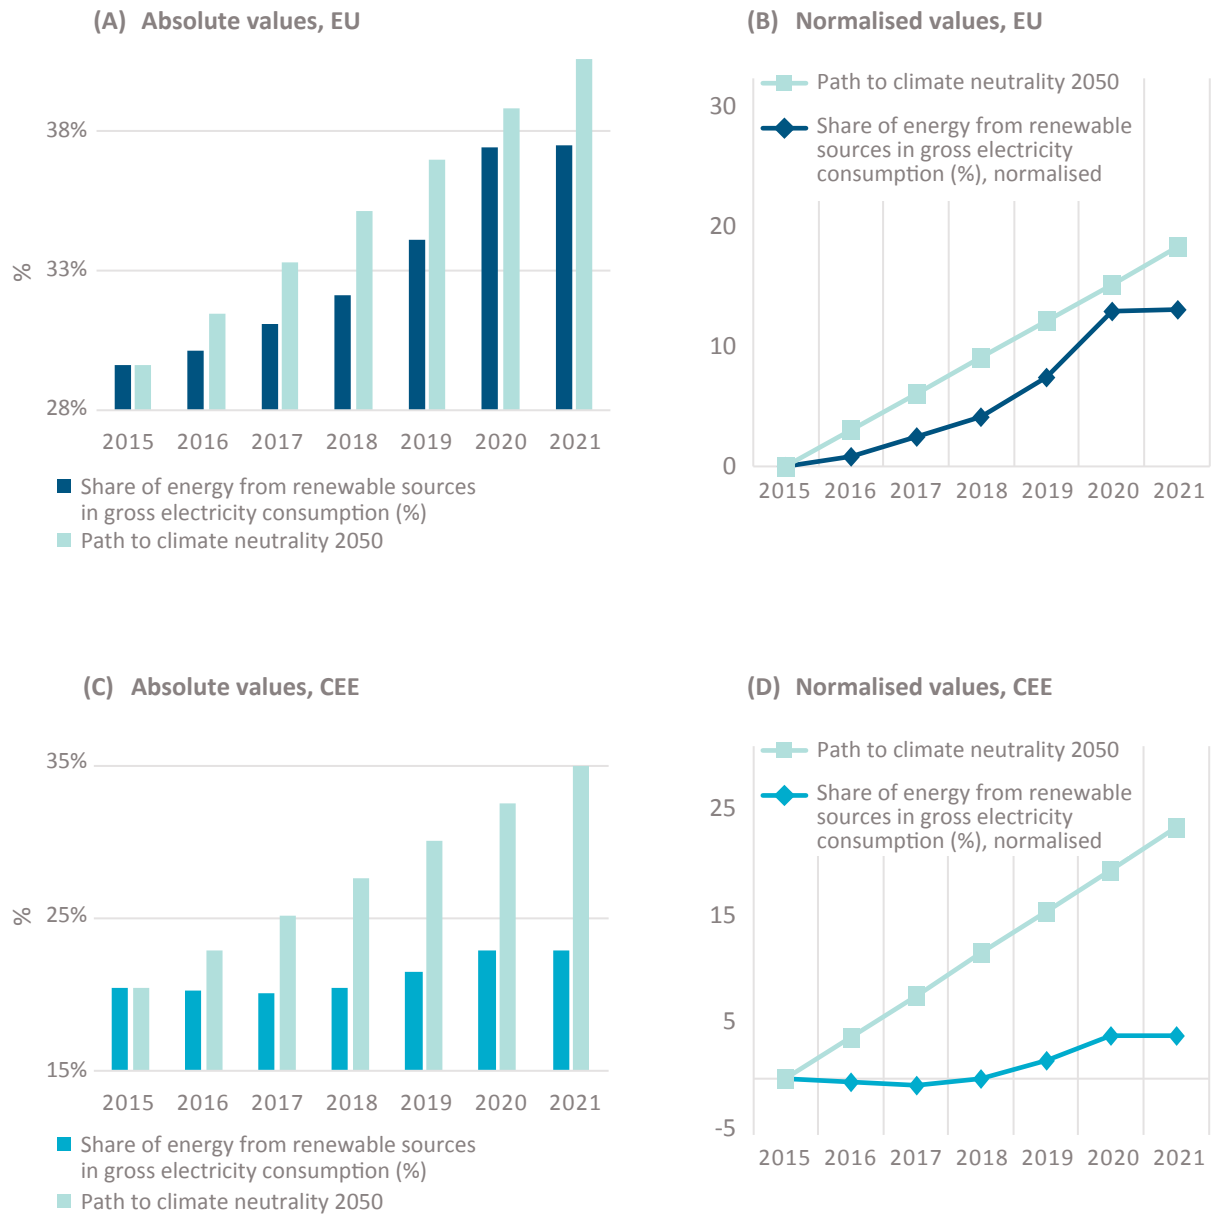 (A) Absolute values, EU
%
38%
33%
28%
2015 2016 2017 2018 2019 2020 2021
Share of energy from renewable sources
in gross electricity consumption (%)
Path to climate neutrality 2050
(B) Normalised values, EU
Path to climate neutrality 2050
Share of energy from renewable
sources in gross electricity
consumption (%), normalised
30
20
10
0
2015 2016 2017 2018 2019 2020 2021
(C) Absolute values, CEE
%
35%
25%
15%
2015 2016 2017 2018 2019 2020 2021
Share of energy from renewable sources
in gross electricity consumption (%)
Path to climate neutrality 2050
(D) Normalised values, CEE
Path to climate neutrality 2050
Share of energy from renewable
sources in gross electricity
consumption (%), normalised
25
15
5
-5
2015 2016 2017 2018 2019 2020 2021